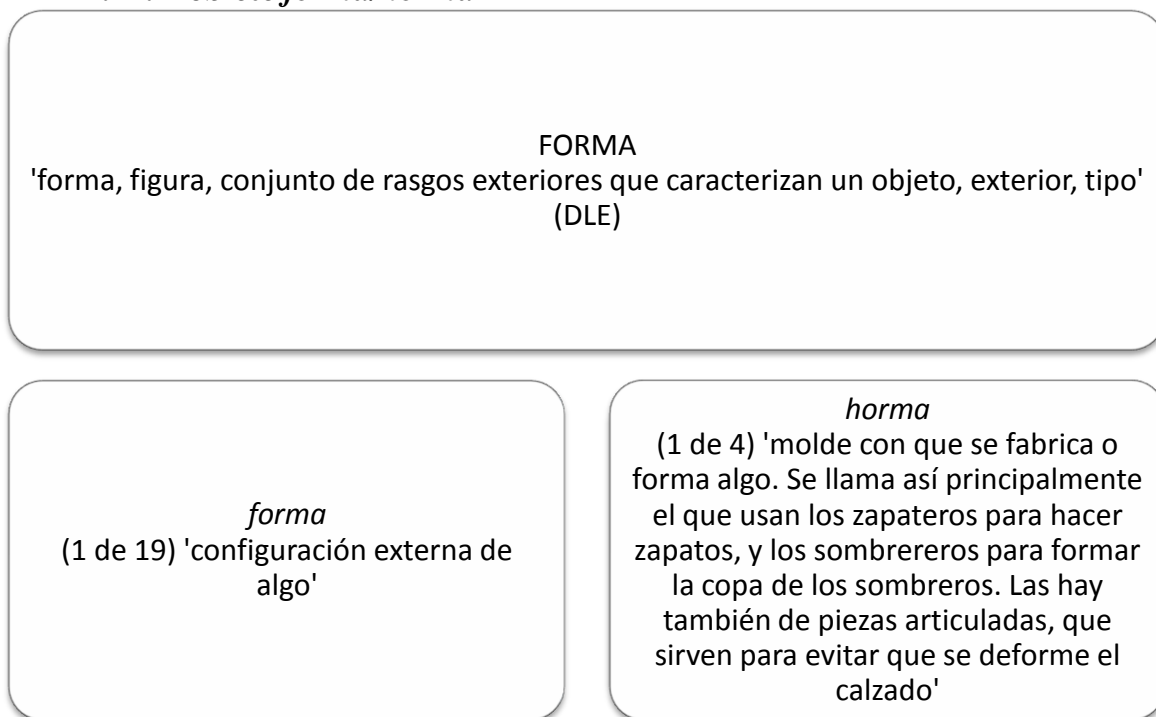 FORMA
'forma, figura, conjunto de rasgos exteriores que caracterizan un objeto, exterior, tipo'
(DLE)
forma
(1 de 19) 'configuración externa de
algo'
horma
(1 de 4) 'molde con que se fabrica o
forma algo. Se llama así principalmente
el que usan los zapateros para hacer
zapatos, y los sombrereros para formar
la copa de los sombreros. Las hay
también de piezas articuladas, que
sirven para evitar que se deforme el
calzado'